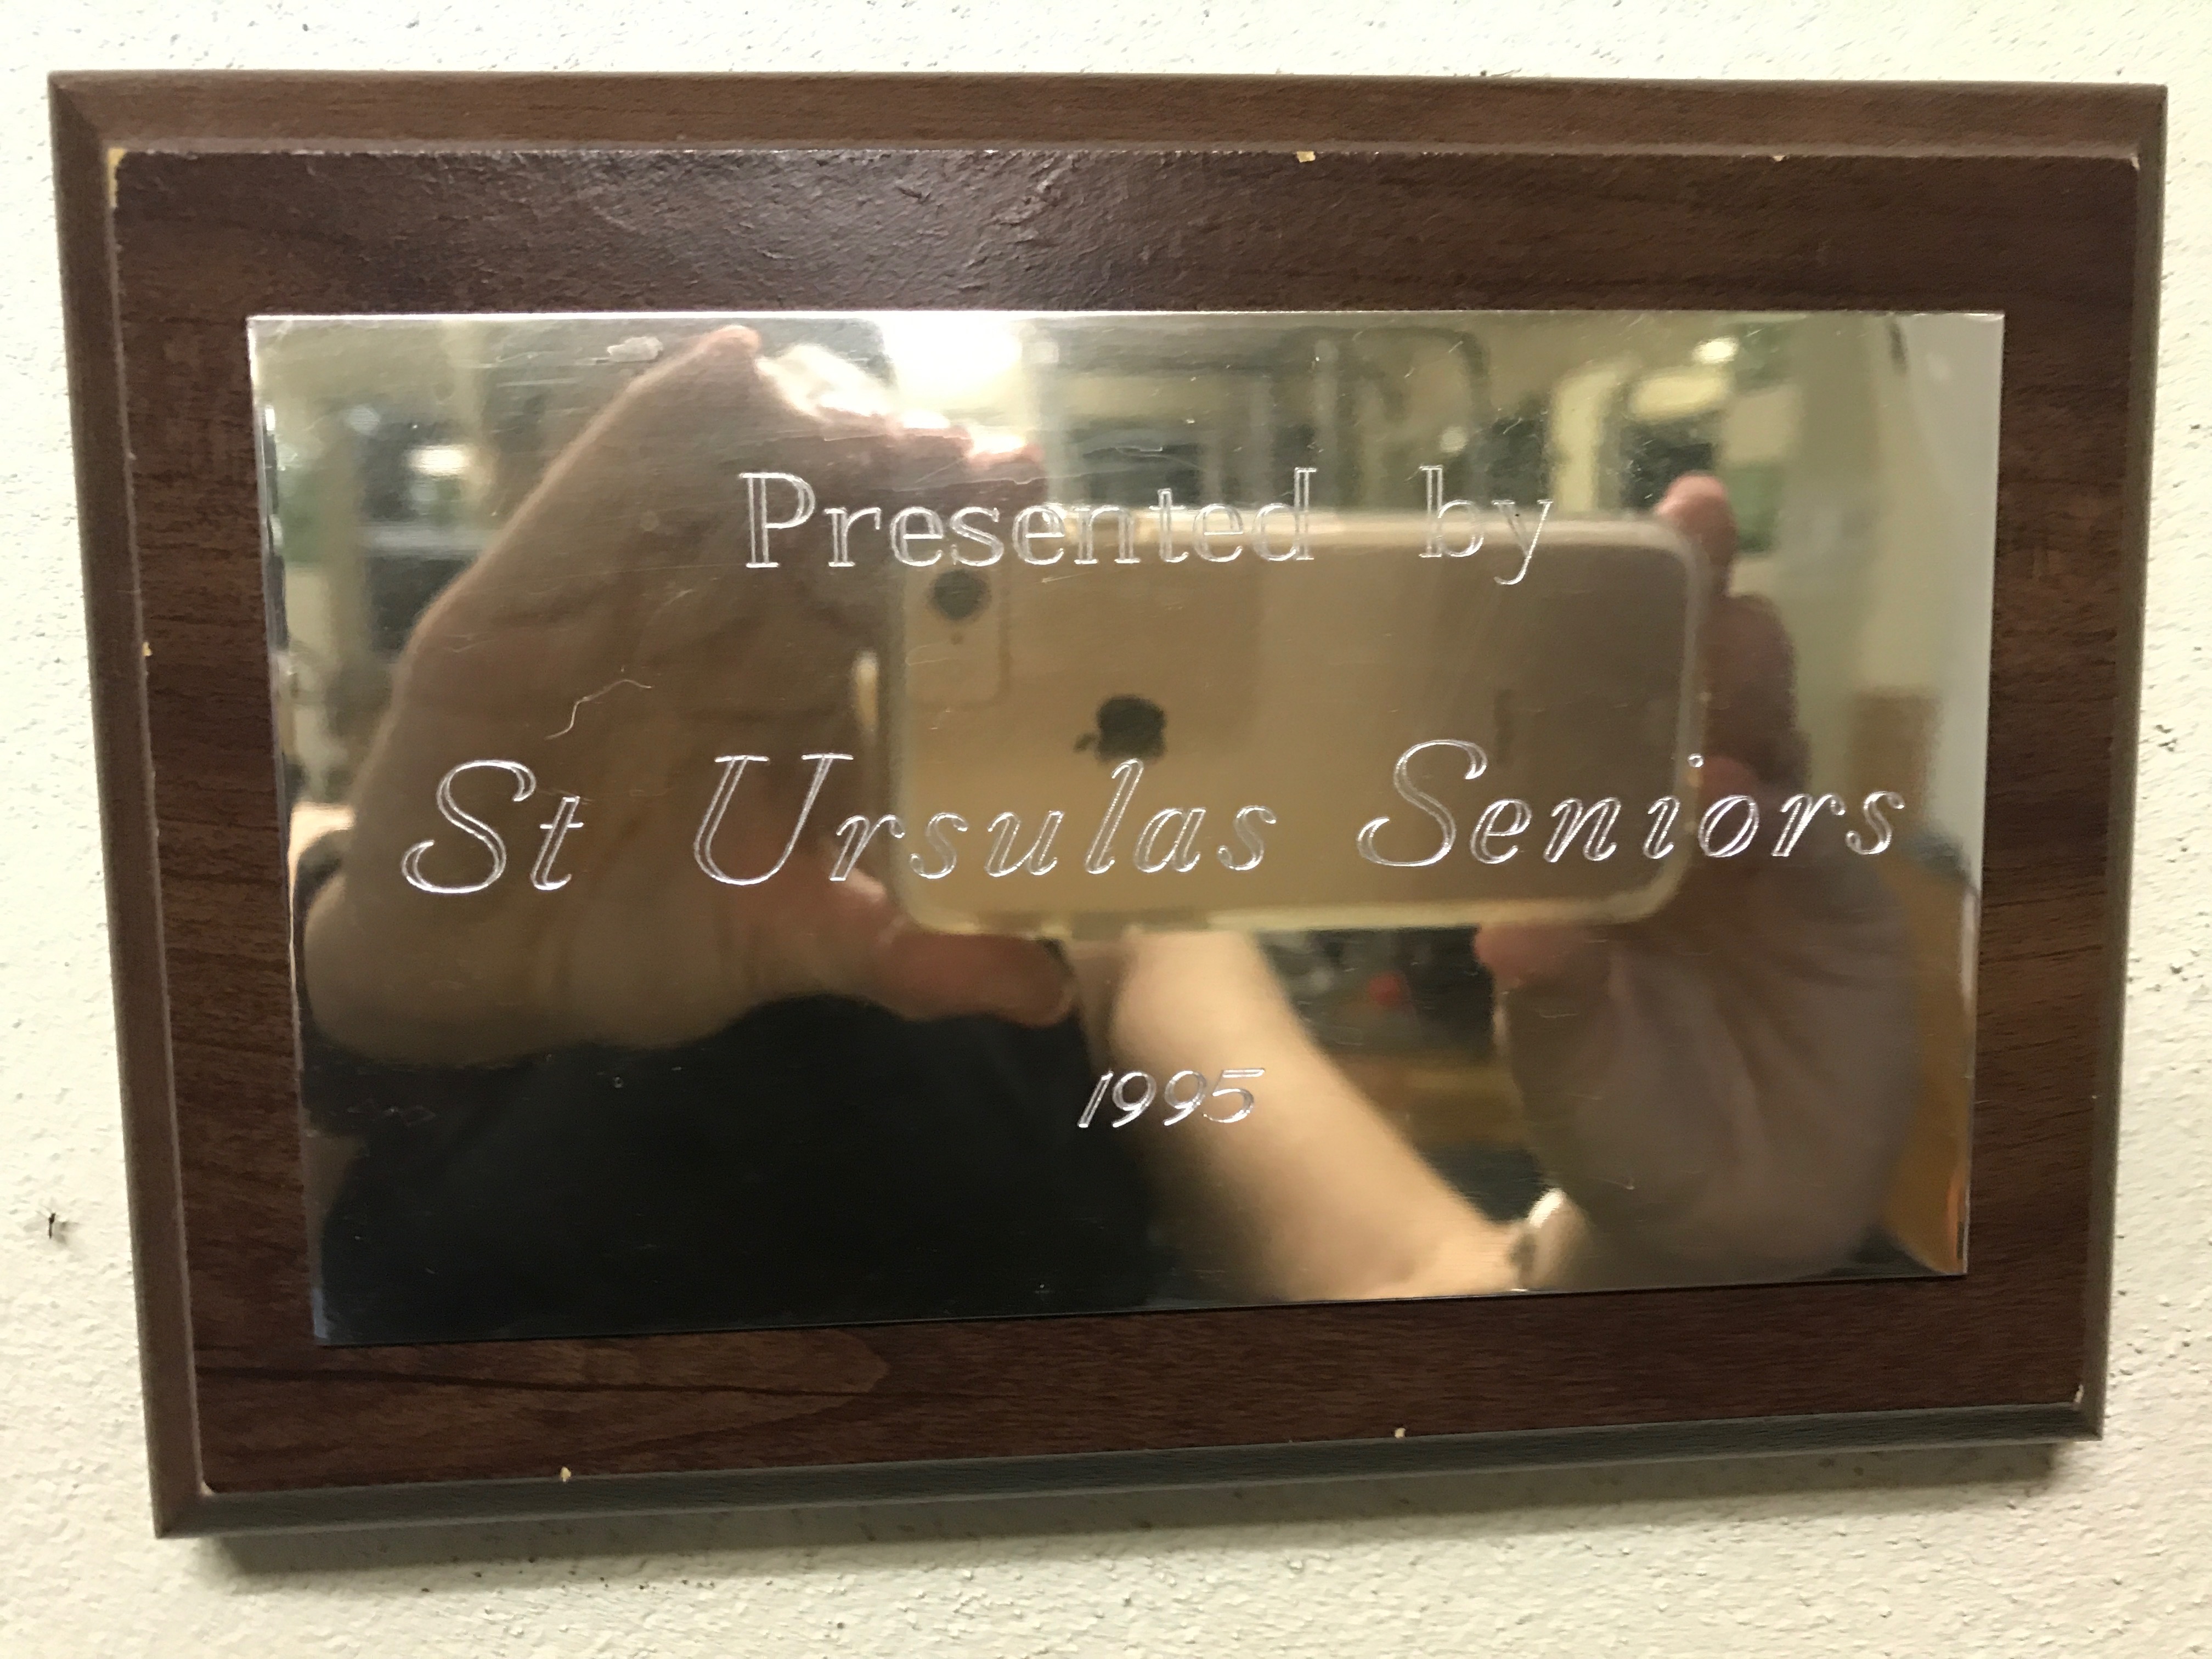 Presented by
St Ursulas Seniors
1995